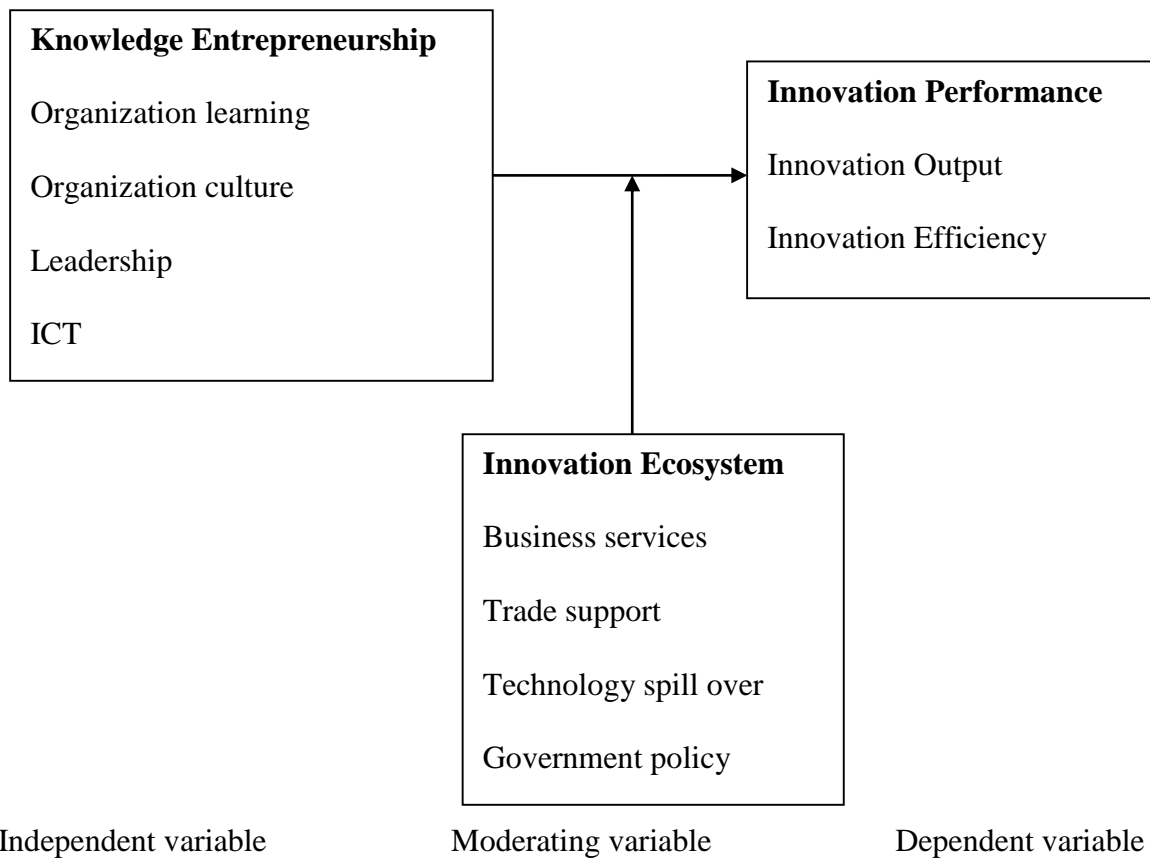 Knowledge Entrepreneurship
Organization learning
Organization culture
Leadership
ICT
Innovation Performance
Innovation Output
Innovation Efficiency
Innovation Ecosystem
Business services
Trade support
Technology spill over
Government policy
Independent variable
Moderating variable
Dependent variable